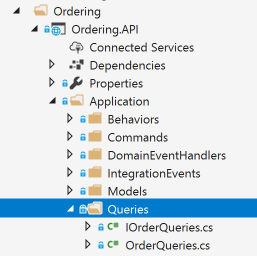 Ordering
Ordering.API
Connected Services
Dependencies
Properties
Application
Behaviors
Commands
DomainEventHandlers
IntegrationEvents
Models
Queries
C# IOrderQueries.cs
C# OrderQueries.cs